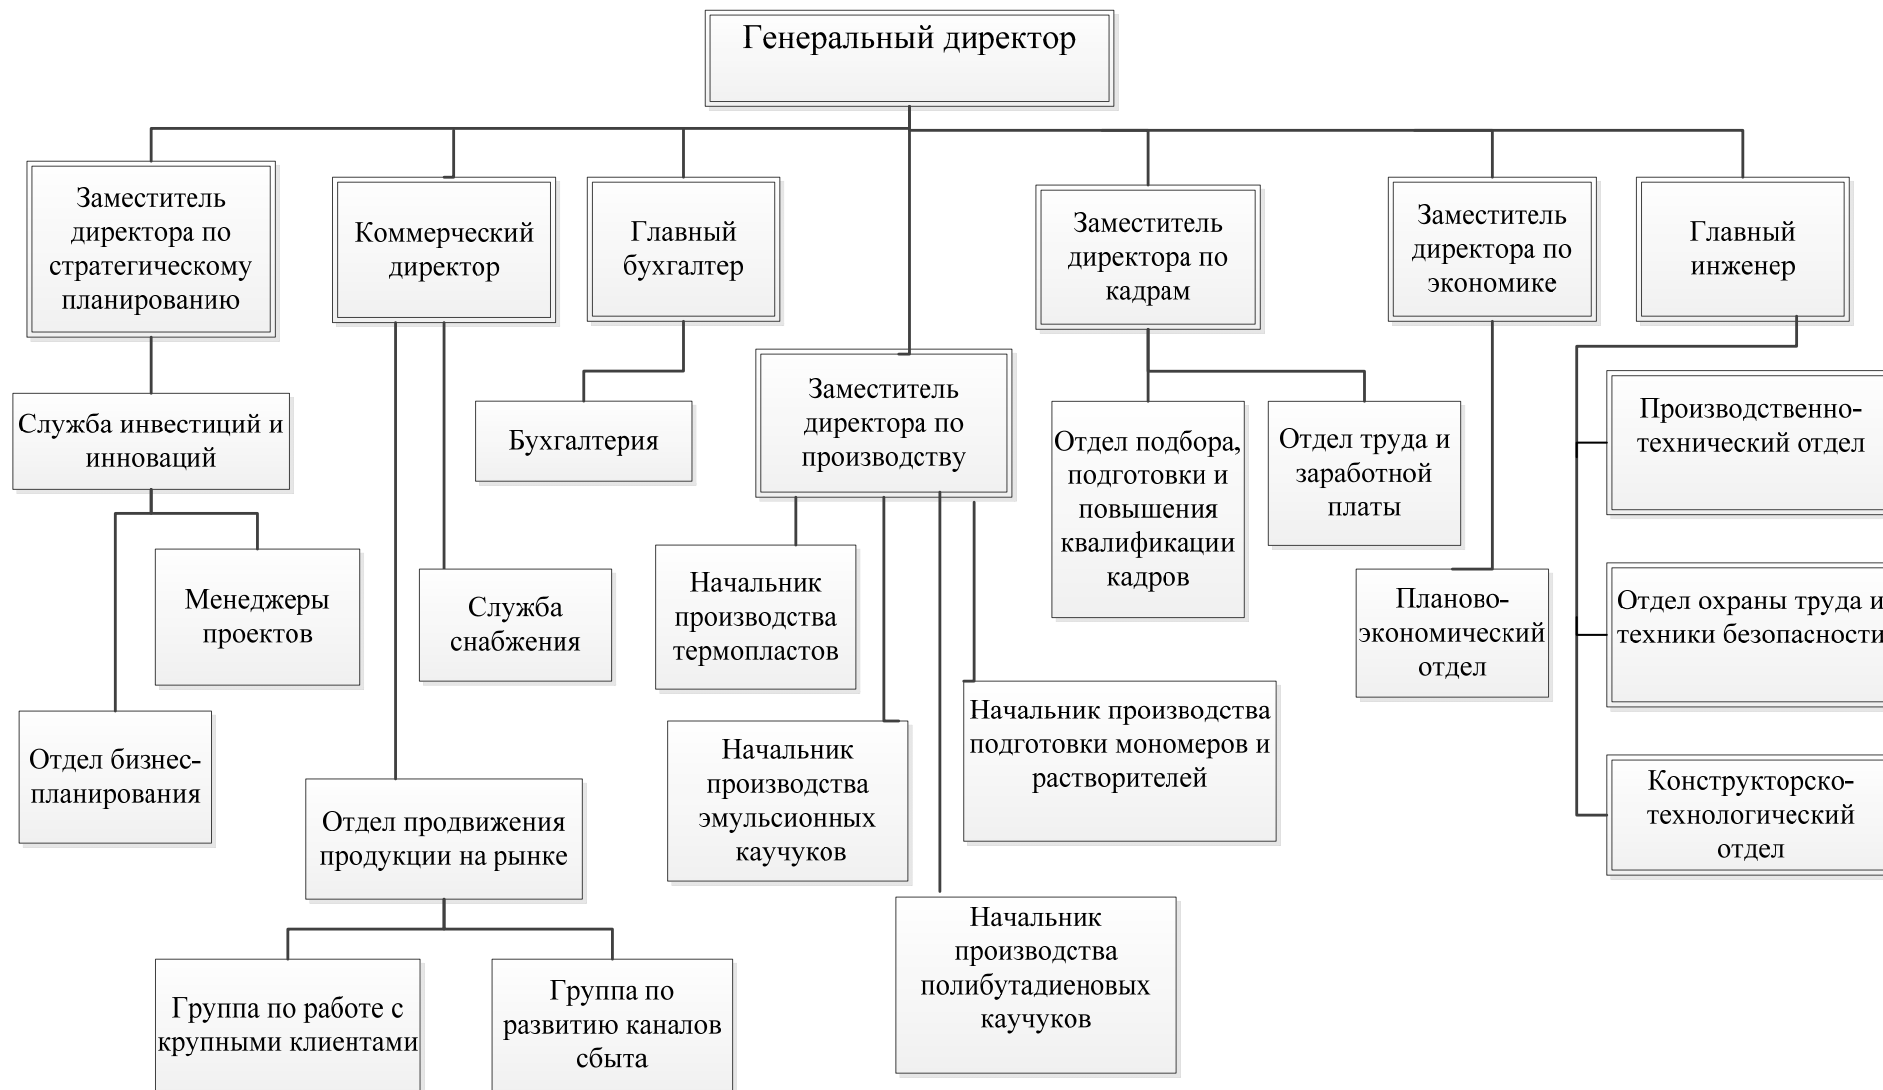 Генеральный директор
Заместитель
директора по
стратегическому
планированию
Коммерческий
директор
Главный
бухгалтер
Заместитель
директора по
кадрам
Заместитель
директора по
экономике
Главный
инженер
Служба инвестиций и
инноваций
Бухгалтерия
Заместитель
директора по
производству
Отдел подбора,
подготовки и
повышения
квалификации
кадров
Отдел труда и
заработной
платы
Производственно-
технический отдел
Менеджеры
проектов
Служба
снабжения
Начальник
производства
термопластов
Планово-
экономический
отдел
Отдел охраны труда и
техники безопасности
Отдел бизнес-
планирования
Начальник
производства
эмульсионных
каучуков
Начальник производства
подготовки мономеров и
растворителей
Отдел продвижения
продукции на рынке
Конструкторско-
технологический
отдел
Начальник
производства
полибутадиеновых
каучуков
Группа по работе с
крупными клиентами
Группа по
развитию каналов
сбыта